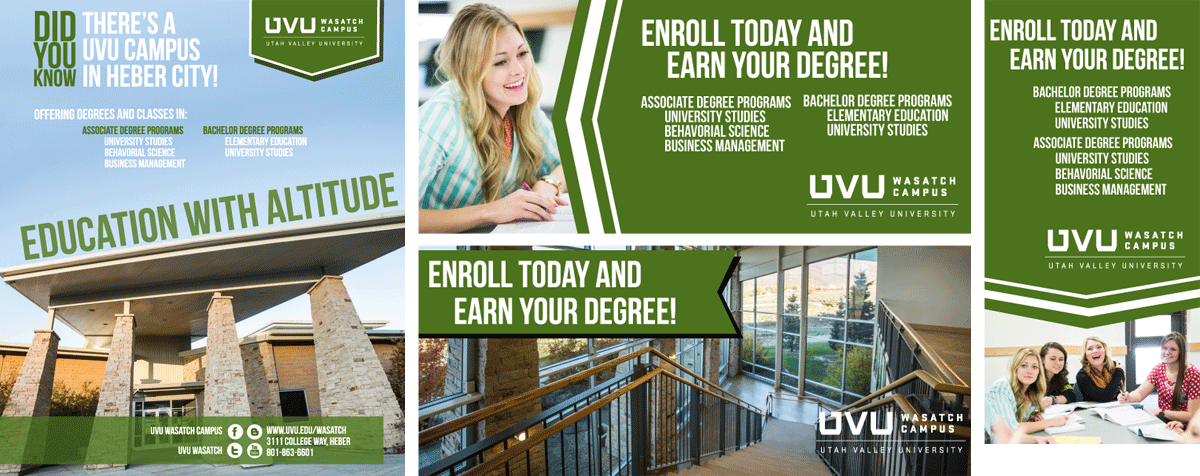 DID
YOU
KNOW
THERE'S A
UVU CAMPUS
IN HEBER CITY!
UVU WASATCH
CAMPUS
UTAH VALLEY UNIVERSITY
OFFERING DEGREES AND CLASSES IN:
ASSOCIATE DEGREE PROGRAMS
UNIVERSITY STUDIES
BEHAVORIAL SCIENCE
BUSINESS MANAGEMENT
BACHELOR DEGREE PROGRAMS
ELEMENTARY EDUCATION
UNIVERSITY STUDIES
EDUCATION WITH ALTITUDE
UVU WASATCH CAMPUS
UVU WASATCH
WWW.UVU.EDU/WASATCH
3111 COLLEGE WAY, HEBER
801-863-6601
ENROLL TODAY AND
EARN YOUR DEGREE!
ASSOCIATE DEGREE PROGRAMS
UNIVERSITY STUDIES
BEHAVORIAL SCIENCE
BUSINESS MANAGEMENT
BACHELOR DEGREE PROGRAMS
ELEMENTARY EDUCATION
UNIVERSITY STUDIES
UVU WASATCH
CAMPUS
UTAH VALLEY UNIVERSITY
ENROLL TODAY AND
EARN YOUR DEGREE!
UVU WASATCH
CAMPUS
UTAH VALLEY UNIVERSITY
ENROLL TODAY AND
EARN YOUR DEGREE!
BACHELOR DEGREE PROGRAMS
ELEMENTARY EDUCATION
UNIVERSITY STUDIES
ASSOCIATE DEGREE PROGRAMS
UNIVERSITY STUDIES
BEHAVORIAL SCIENCE
BUSINESS MANAGEMENT
UVU WASATCH
CAMPUS
UTAH VALLEY UNIVERSITY